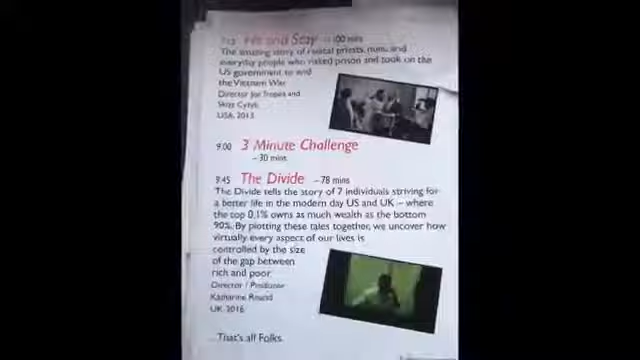 Hit and Stay – 100 mins
The amazing story of radical priests, nuns, and
everyday people who risked prison and took on the
US government to end
the Vietnam War
Director Joe Tropea and
Skizz Cyzyk
USA, 2013
9.00 3 Minute Challenge
– 30 mins
9.45 The Divide – 78 mins
The Divide tells the story of 7 individuals striving for
a better life in the modern day US and UK – where
the top 0.1% owns as much wealth as the bottom
90%. By plotting these tales together, we uncover how
virtually every aspect of our lives is
controlled by the size
of the gap between
rich and poor.
Director / Producer
Katharine Round
UK, 2016
...That's all Folks.